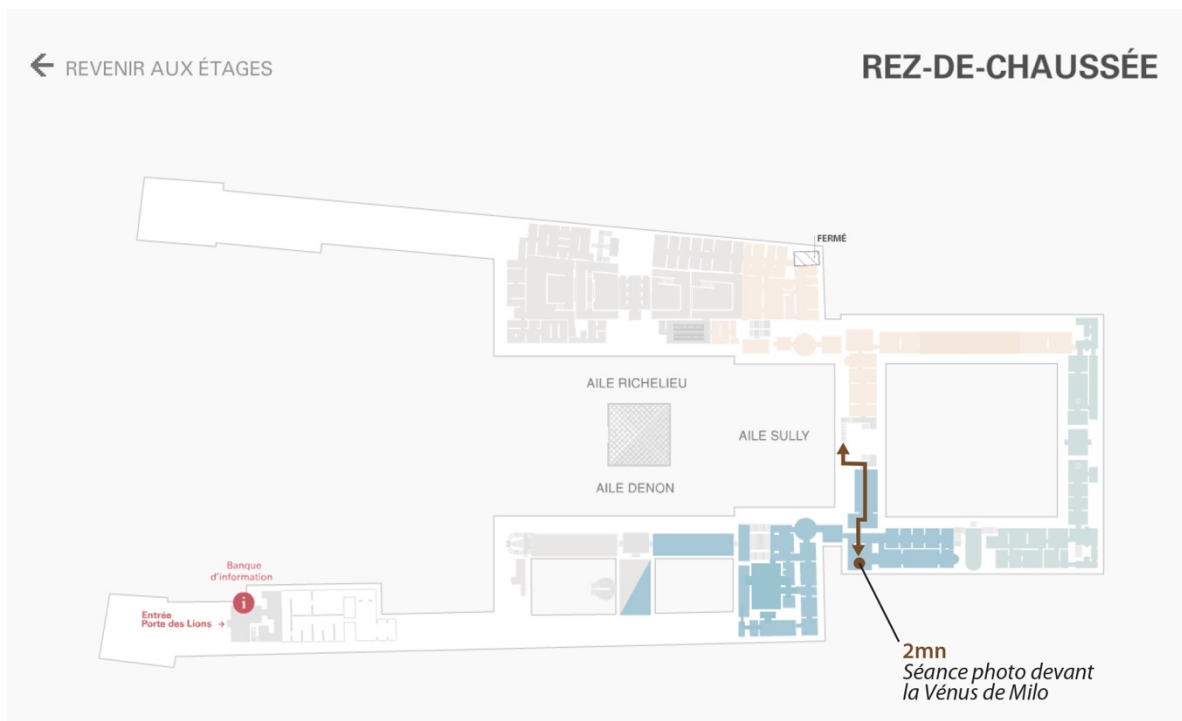 ← REVENIR AUX ÉTAGES
REZ-DE-CHAUSSÉE
FERMÉ
AILE RICHELIEU
AILE SULLY
AILE DENON
Banque
d'information
i
Entrée
Porte des Lions →
2mn
Séance photo devant
la Vénus de Milo